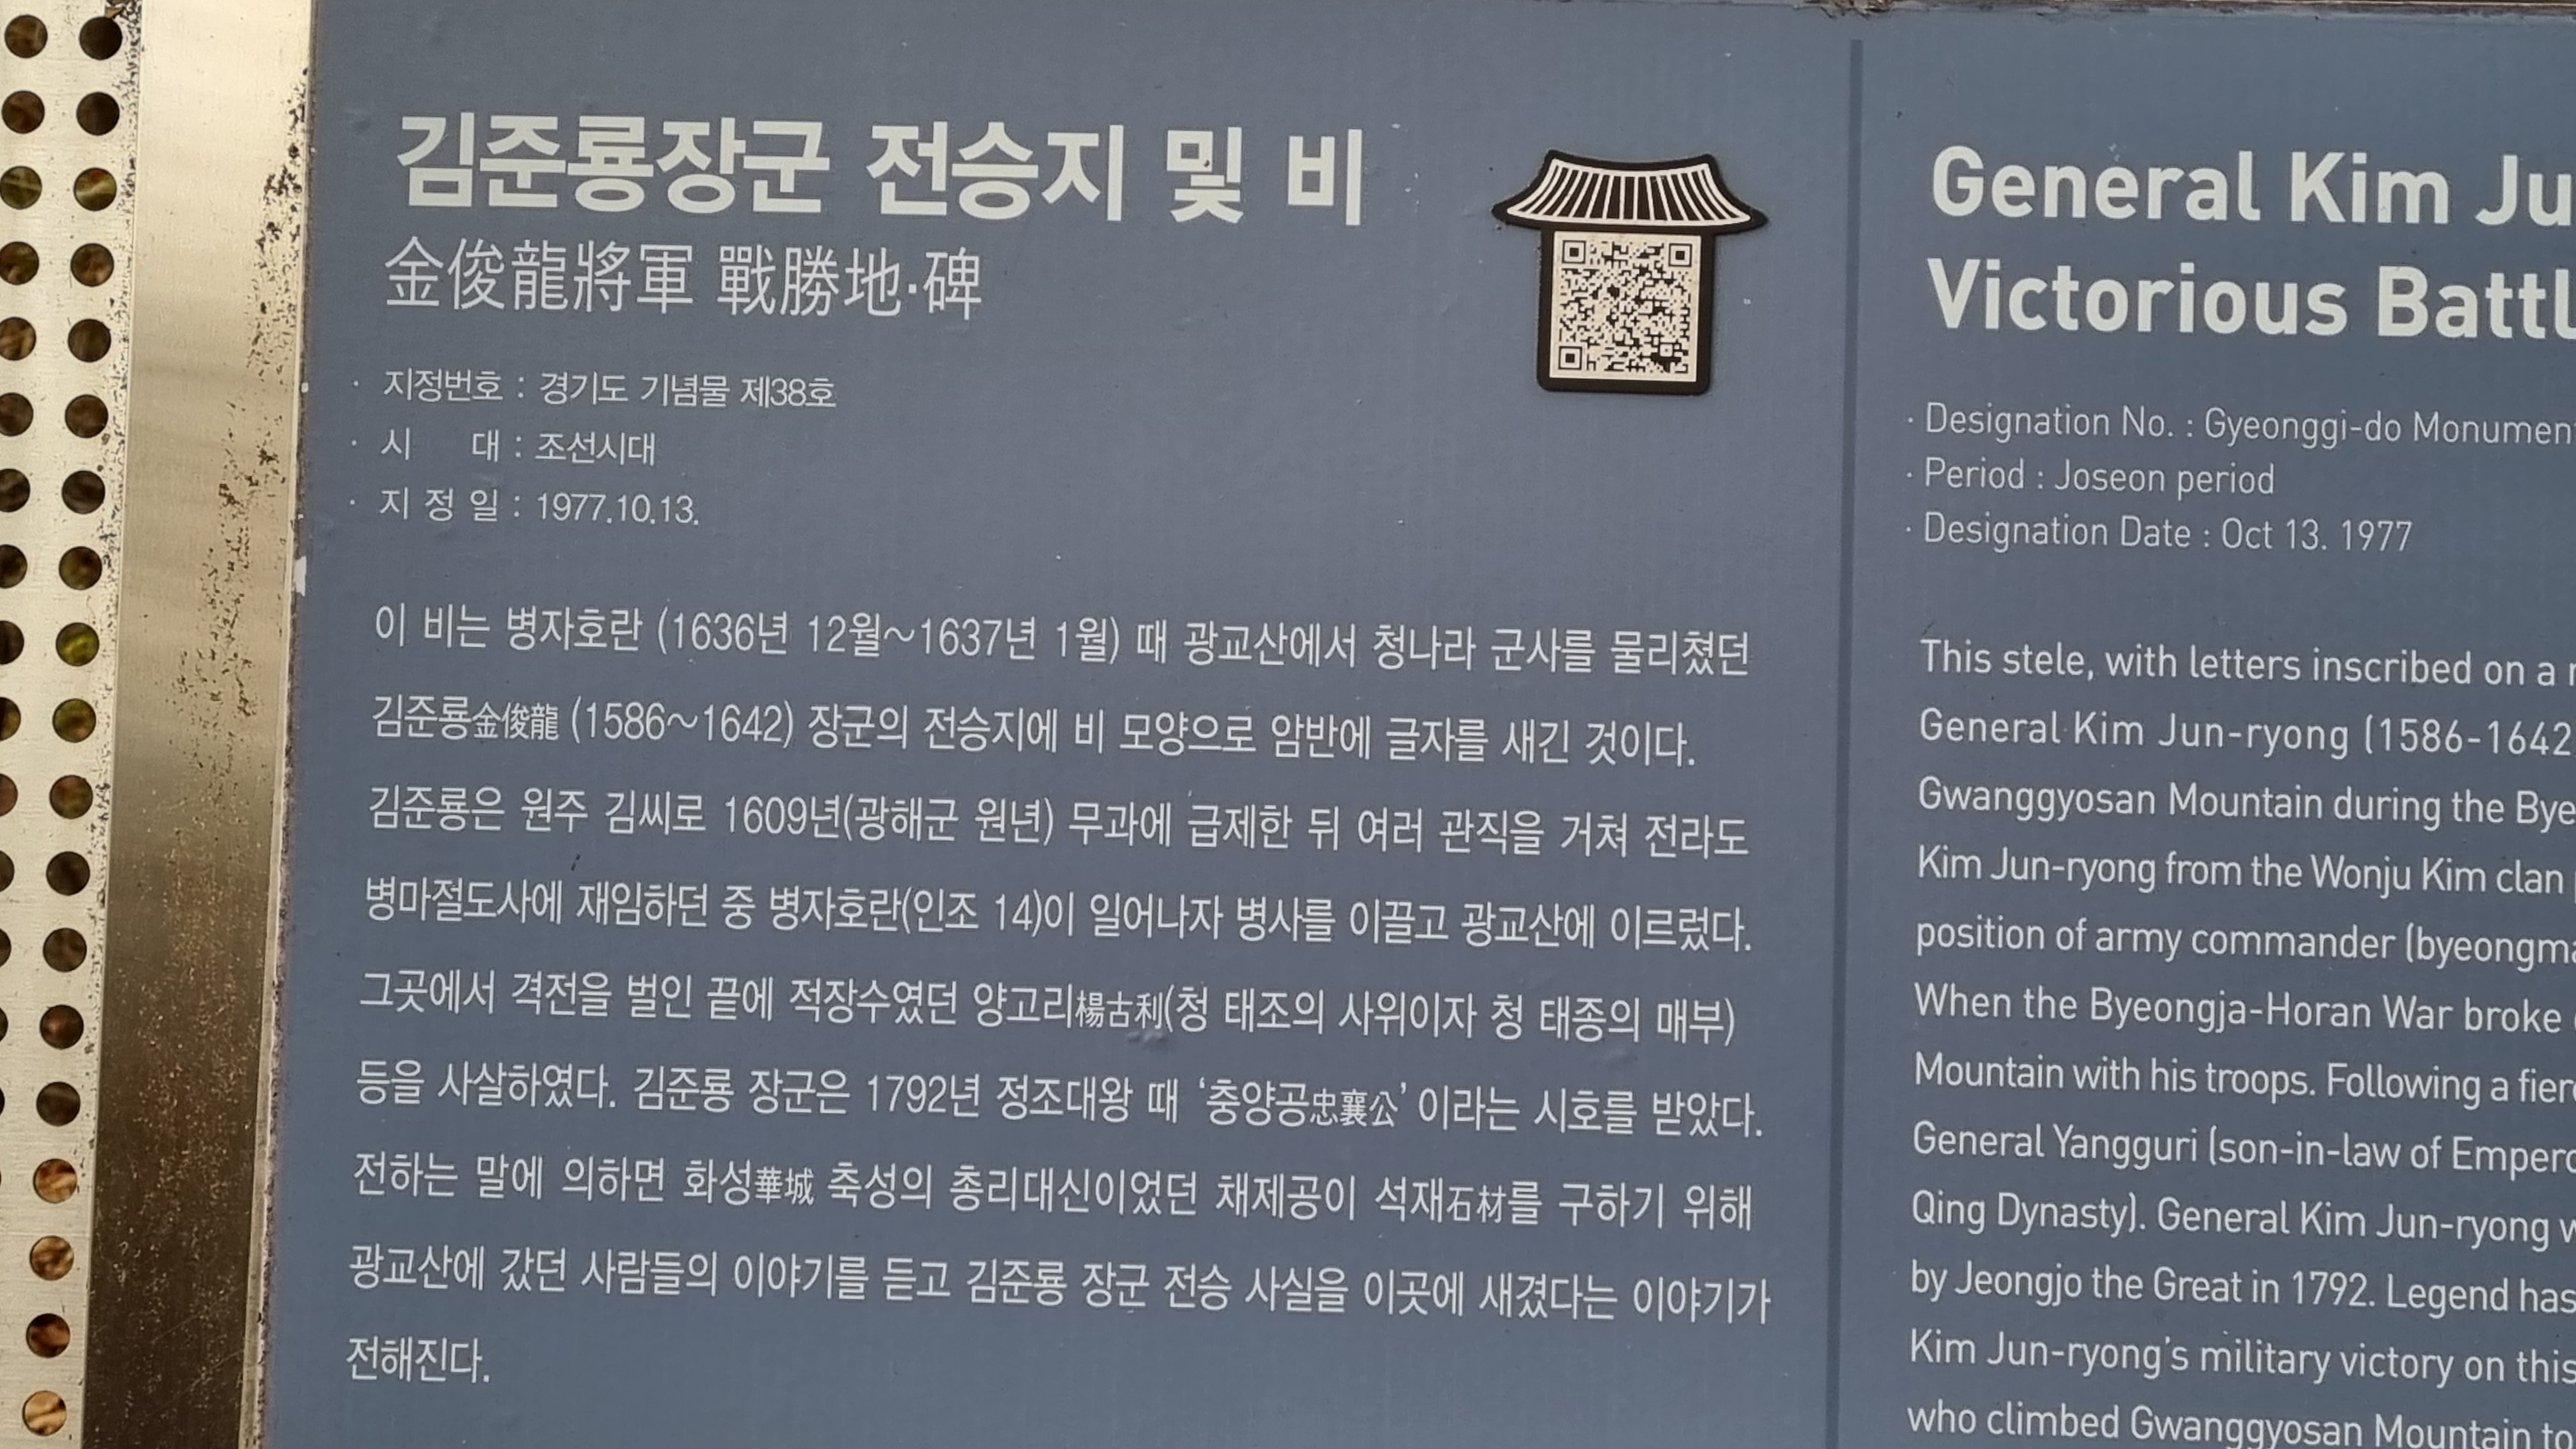 김준룡장군 전승지 및 비
金俊龍將軍 戰勝地·碑
· 지정번호 : 경기도 기념물 제38호
· 시 대 : 조선시대
· 지 정 일 : 1977.10.13.
이 비는 병자호란 (1636년 12월~1637년 1월) 때 광교산에서 청나라 군사를 물리쳤던
김준룡金俊龍 (1586~1642) 장군의 전승지에 비 모양으로 암반에 글자를 새긴 것이다.
김준룡은 원주 김씨로 1609년(광해군 원년) 무과에 급제한 뒤 여러 관직을 거쳐 전라도
병마절도사에 재임하던 중 병자호란(인조 14)이 일어나자 병사를 이끌고 광교산에 이르렀다.
그곳에서 격전을 벌인 끝에 적장수였던 양고리楊古利(청 태조의 사위이자 청 태종의 매부)
등을 사살하였다. 김준룡 장군은 1792년 정조대왕 때 ‘충양공忠襄公’ 이라는 시호를 받았다.
전하는 말에 의하면 화성華城 축성의 총리대신이었던 채제공이 석재石材를 구하기 위해
광교산에 갔던 사람들의 이야기를 듣고 김준룡 장군 전승 사실을 이곳에 새겼다는 이야기가
전해진다.
General Kim Ju
Victorious Battl
· Designation No. : Gyeonggi-do Monument
· Period : Joseon period
· Designation Date : Oct 13. 1977
This stele, with letters inscribed on a
General Kim Jun-ryong (1586-1642
Gwanggyosan Mountain during the Bye
Kim Jun-ryong from the Wonju Kim clan
position of army commander (byeongma
When the Byeongja-Horan War broke
Mountain with his troops. Following a fier
General Yangguri (son-in-law of Empero
Qing Dynasty). General Kim Jun-ryong w
by Jeongjo the Great in 1792. Legend has
Kim Jun-ryong's military victory on this
who climbed Gwanggyosan Mountain to